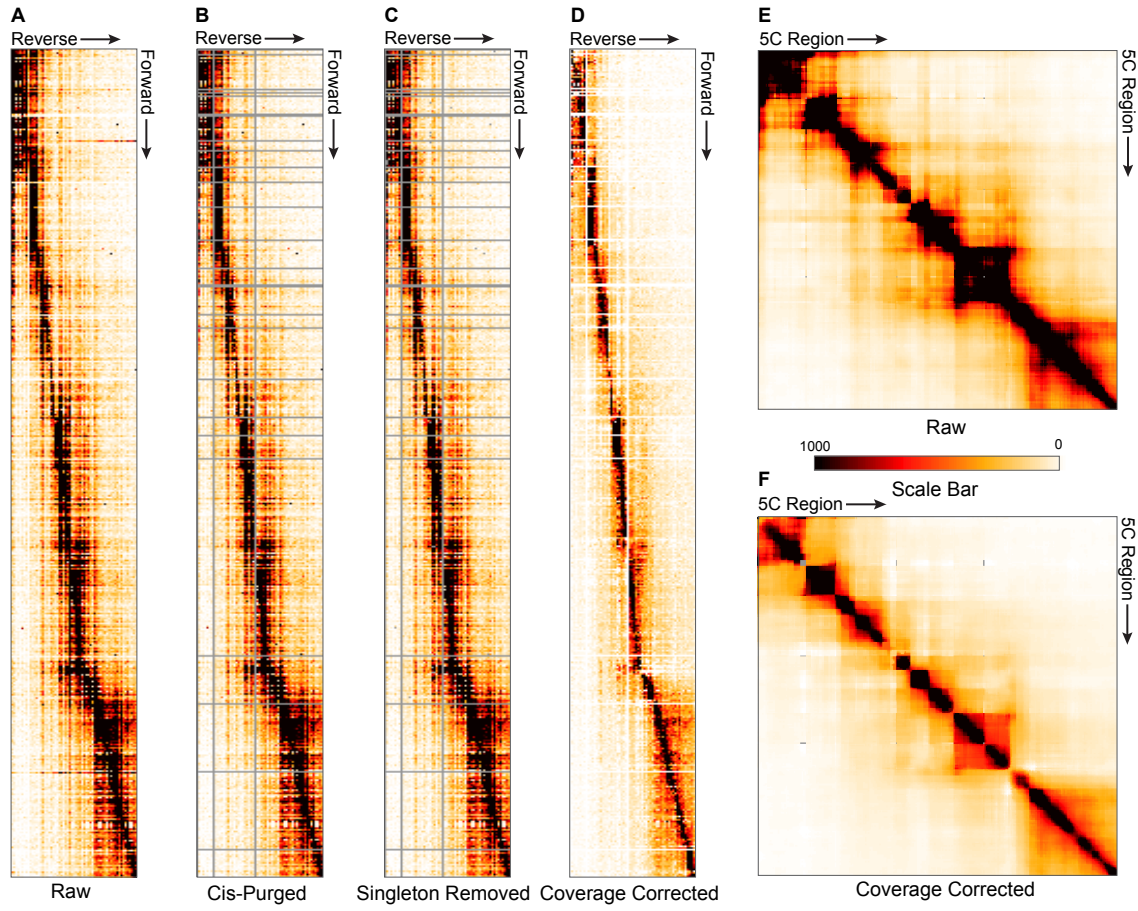 A
Reverse
Forward
Raw
B
Reverse
Forward
Cis-Purged
C
Reverse
Forward
Singleton Removed
D
Reverse
Forward
Coverage Corrected
E
5C Region
5C Region
Raw
1000
0
Scale Bar
F
5C Region
5C Region
Coverage Corrected